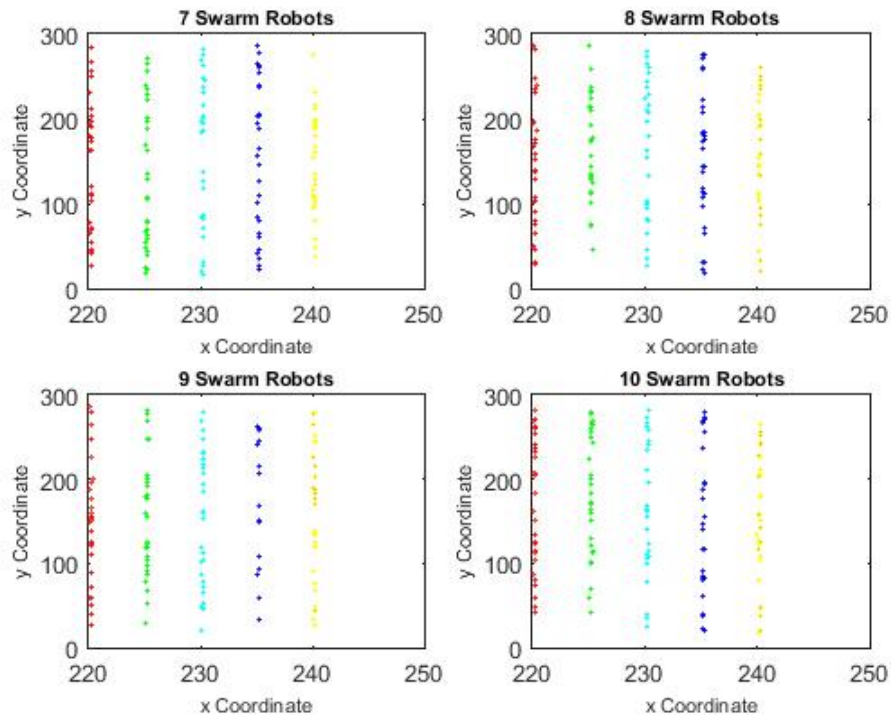 7 Swarm Robots
300
200
100
0
220 230 240 250
y Coordinate
x Coordinate
8 Swarm Robots
300
200
100
0
220 230 240 250
y Coordinate
x Coordinate
9 Swarm Robots
300
200
100
0
220 230 240 250
y Coordinate
x Coordinate
10 Swarm Robots
300
200
100
0
220 230 240 250
y Coordinate
x Coordinate